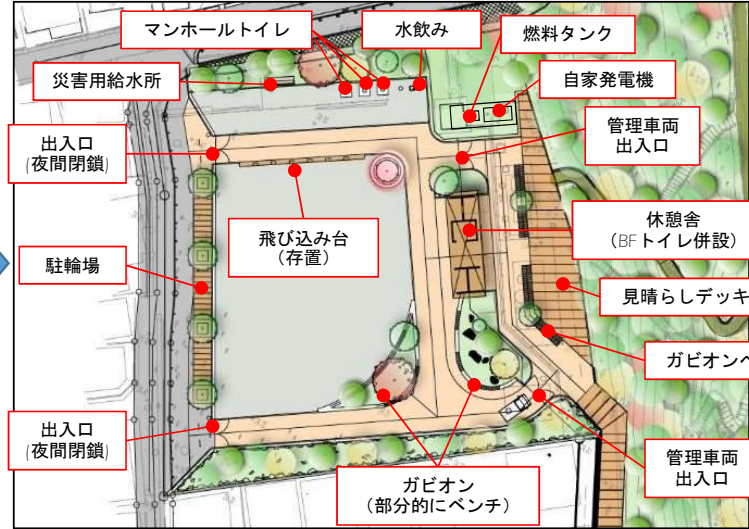 マンホールトイレ
水飲み
燃料タンク
災害用給水所
自家発電機
出入口
(夜間閉鎖)
管理車両
出入口
飛び込み台
（存置）
休憩舎
（BFトイレ併設）
駐輪場
見晴らしデッキ
ガビオンベ
出入口
(夜間閉鎖)
管理車両
出入口
ガビオン
（部分的にベンチ）